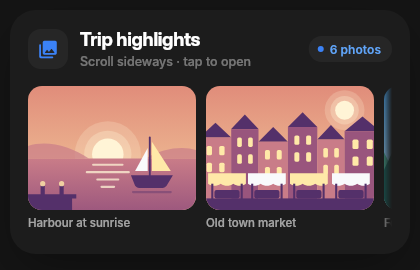 Trip highlights
Scroll sideways · tap to open
6 photos
Harbour at sunrise
Old town market